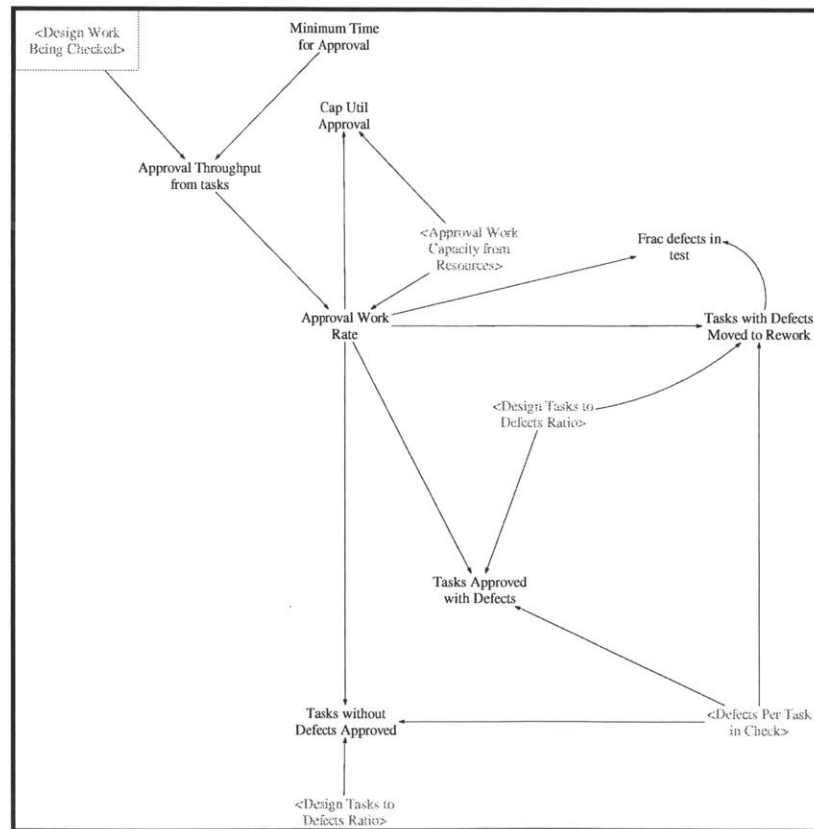 <Design Work
Being Checked>
Minimum Time
for Approval
Cap Util
Approval
Approval Throughput
from tasks
<Approval Work
Capacity from
Resources>
Frac defects in
test
Approval Work
Rate
Tasks with Defects
Moved to Rework
<Design Tasks to
Defects Ratio>
Tasks Approved
with Defects
Tasks without
Defects Approved
<Defects Per Task
in Check>
<Design Tasks to
Defects Ratio>